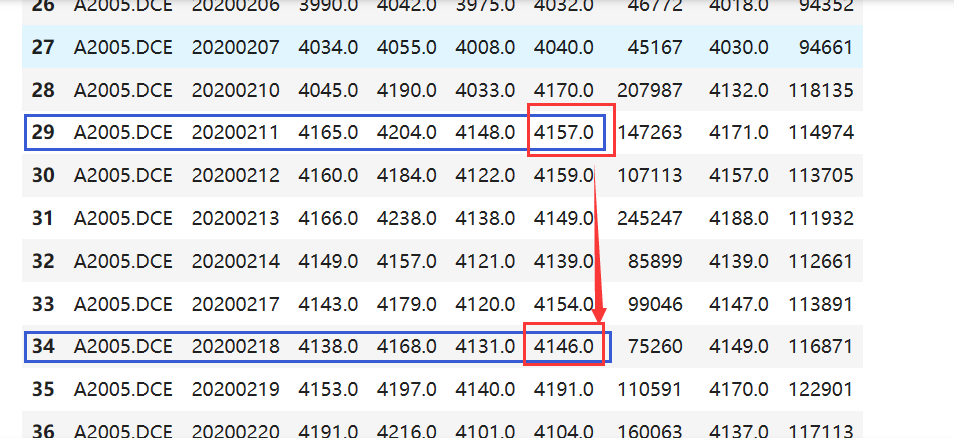 26 A2005.DCE 20200206 3990.0 4042.0 3975.0 4032.0 46772 4018.0 94352
27 A2005.DCE 20200207 4034.0 4055.0 4008.0 4040.0 45167 4030.0 94661
28 A2005.DCE 20200210 4045.0 4190.0 4033.0 4170.0 207987 4132.0 118135
29 A2005.DCE 20200211 4165.0 4204.0 4148.0 4157.0 147263 4171.0 114974
30 A2005.DCE 20200212 4160.0 4184.0 4122.0 4159.0 107113 4157.0 113705
31 A2005.DCE 20200213 4166.0 4238.0 4138.0 4149.0 245247 4188.0 111932
32 A2005.DCE 20200214 4149.0 4157.0 4121.0 4139.0 85899 4139.0 112661
33 A2005.DCE 20200217 4143.0 4179.0 4120.0 4154.0 99046 4147.0 113891
34 A2005.DCE 20200218 4138.0 4168.0 4131.0 4146.0 75260 4149.0 116871
35 A2005.DCE 20200219 4153.0 4197.0 4140.0 4191.0 110591 4170.0 122901
36 A2005.DCE 20200220 4191.0 4216.0 4101.0 4104.0 160063 4137.0 117113